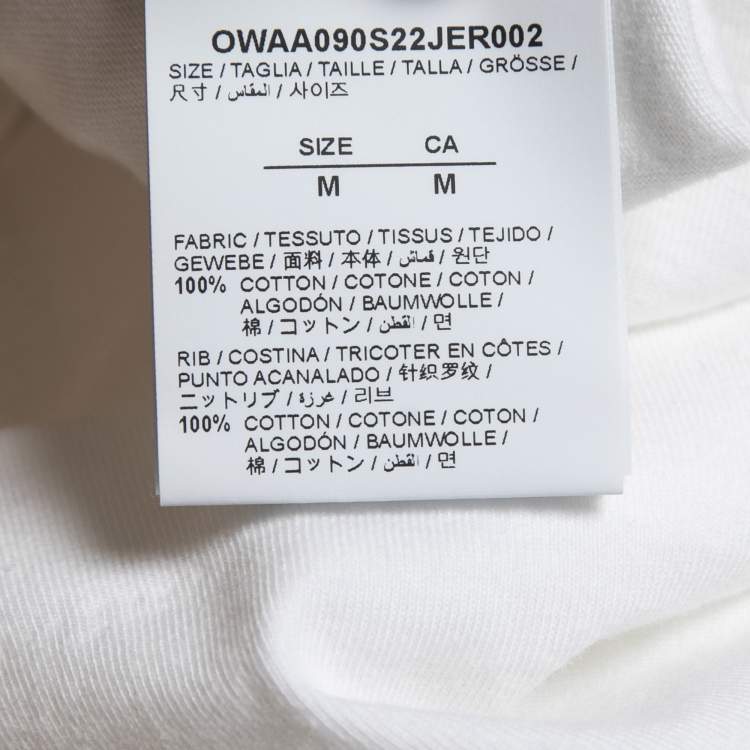 OWAA090S22JER002
SIZE / TAGLIA / TAILLE / TALLA / GRÖSSE /
尺寸 / المقاس / 사이즈
SIZE CA
M M
FABRIC / TESSUTO / TISSUS / TEJIDO /
GEWEBE / 面料 / 本体 / قماش / 원단
100% COTTON / COTONE / COTON /
ALGODÓN / BAUMWOLLE /
棉 / コットン / القطن / 면
RIB / COSTINA / TRICOTER EN CÔTES /
PUNTO ACANALADO / 针织罗纹 /
ニットリブ / غرزة / 리브
100% COTTON / COTONE / COTON /
ALGODÓN / BAUMWOLLE /
棉 / コットン / القطن / 면